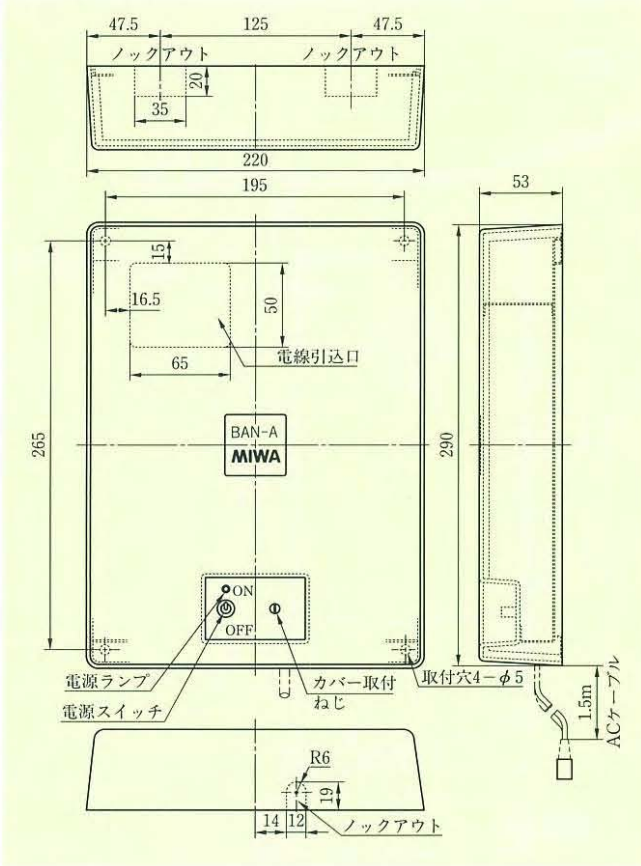 47.5
125
47.5
ノックアウト
ノックアウト
20
35
220
195
53
15
16.5
50
65
電線引込口
265
290
BAN-A
MIWA
ON
OFF
電源ランプ
電源スイッチ
カバー取付
ねじ
取付穴4-φ5
1.5m
ACケーブル
R6
19
14
12
ノックアウト